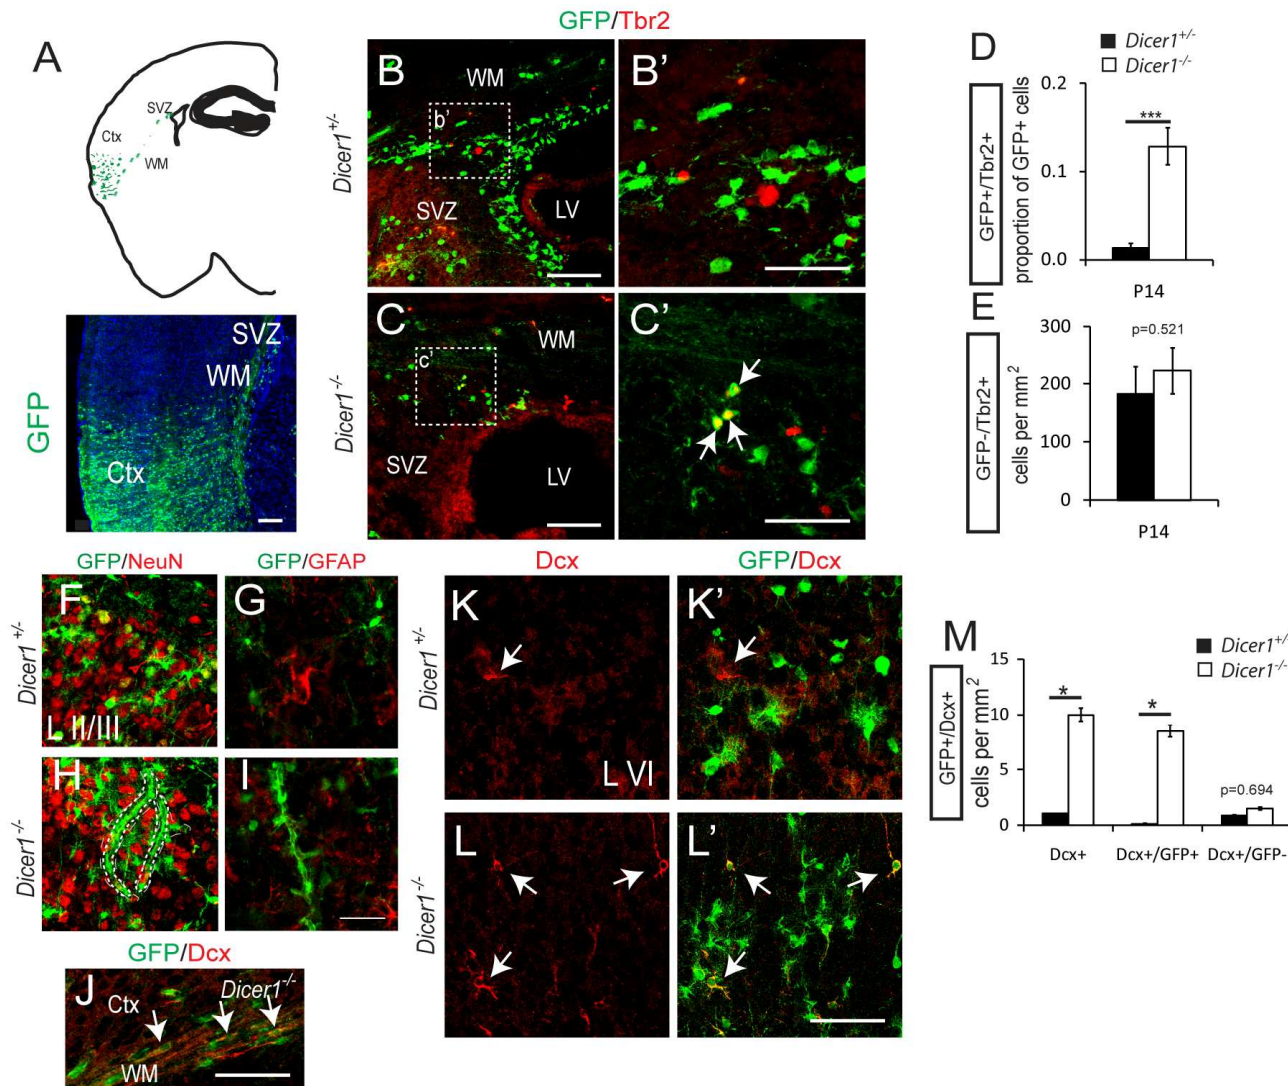 GFP/Tbr2
A
SVZ
Ctx
WM
GFP
SVZ
WM
Ctx
Dicer1+/-
B
WM
b'
SVZ
LV
B'
Dicer1-/-
C
WM
c'
SVZ
LV
C'
D
Dicer1+/-
Dicer1-/-
GFP+/Tbr2+
proportion of GFP+ cells
0.2
0.1
0.0
***
P14
E
GFP-/Tbr2+
cells per mm2
300
200
100
0
p=0.521
P14
GFP/NeuN
GFP/GFAP
Dicer1+/-
F
L II/III
G
Dicer1-/-
H
I
GFP/Dcx
J
Ctx
Dicer1-/-
WM
Dcx
GFP/Dcx
Dicer1+/-
K
L VI
K'
Dicer1-/-
L
L'
M
Dicer1+/
Dicer1-/-
GFP+/Dcx+
cells per mm2
15
10
5
0
*
*
p=0.694
Dcx+
Dcx+/GFP+
Dcx+/GFP-